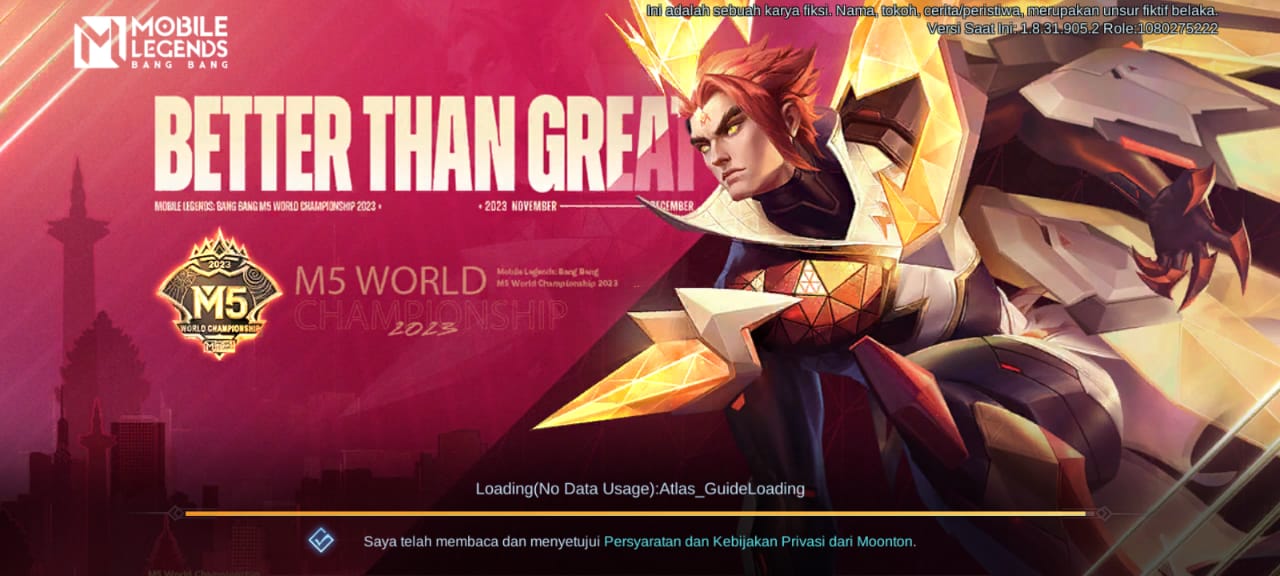 Ini adalah sebuah karya fiksi. Nama, tokoh, cerita/peristiwa, merupakan unsur fiktif belaka.
Versi Saat Ini: 1.8.31.905.2 Role:1080275222
MOBILE
LEGENDS
BANG BANG
BETTER THAN GREAT
MOBILE LEGENDS: BANG BANG M5 WORLD CHAMPIONSHIP 2023
2023 NOVEMBER DECEMBER
2023
M5
WORLD CHAMPIONSHIP
M5 WORLD
CHAMPIONSHIP
2023
Mobile Legends: Bang Bang
M5 World Championship 2023
Loading(No Data Usage):Atlas_GuideLoading
Saya telah membaca dan menyetujui Persyaratan dan Kebijakan Privasi dari Moonton.
M5 World Championship